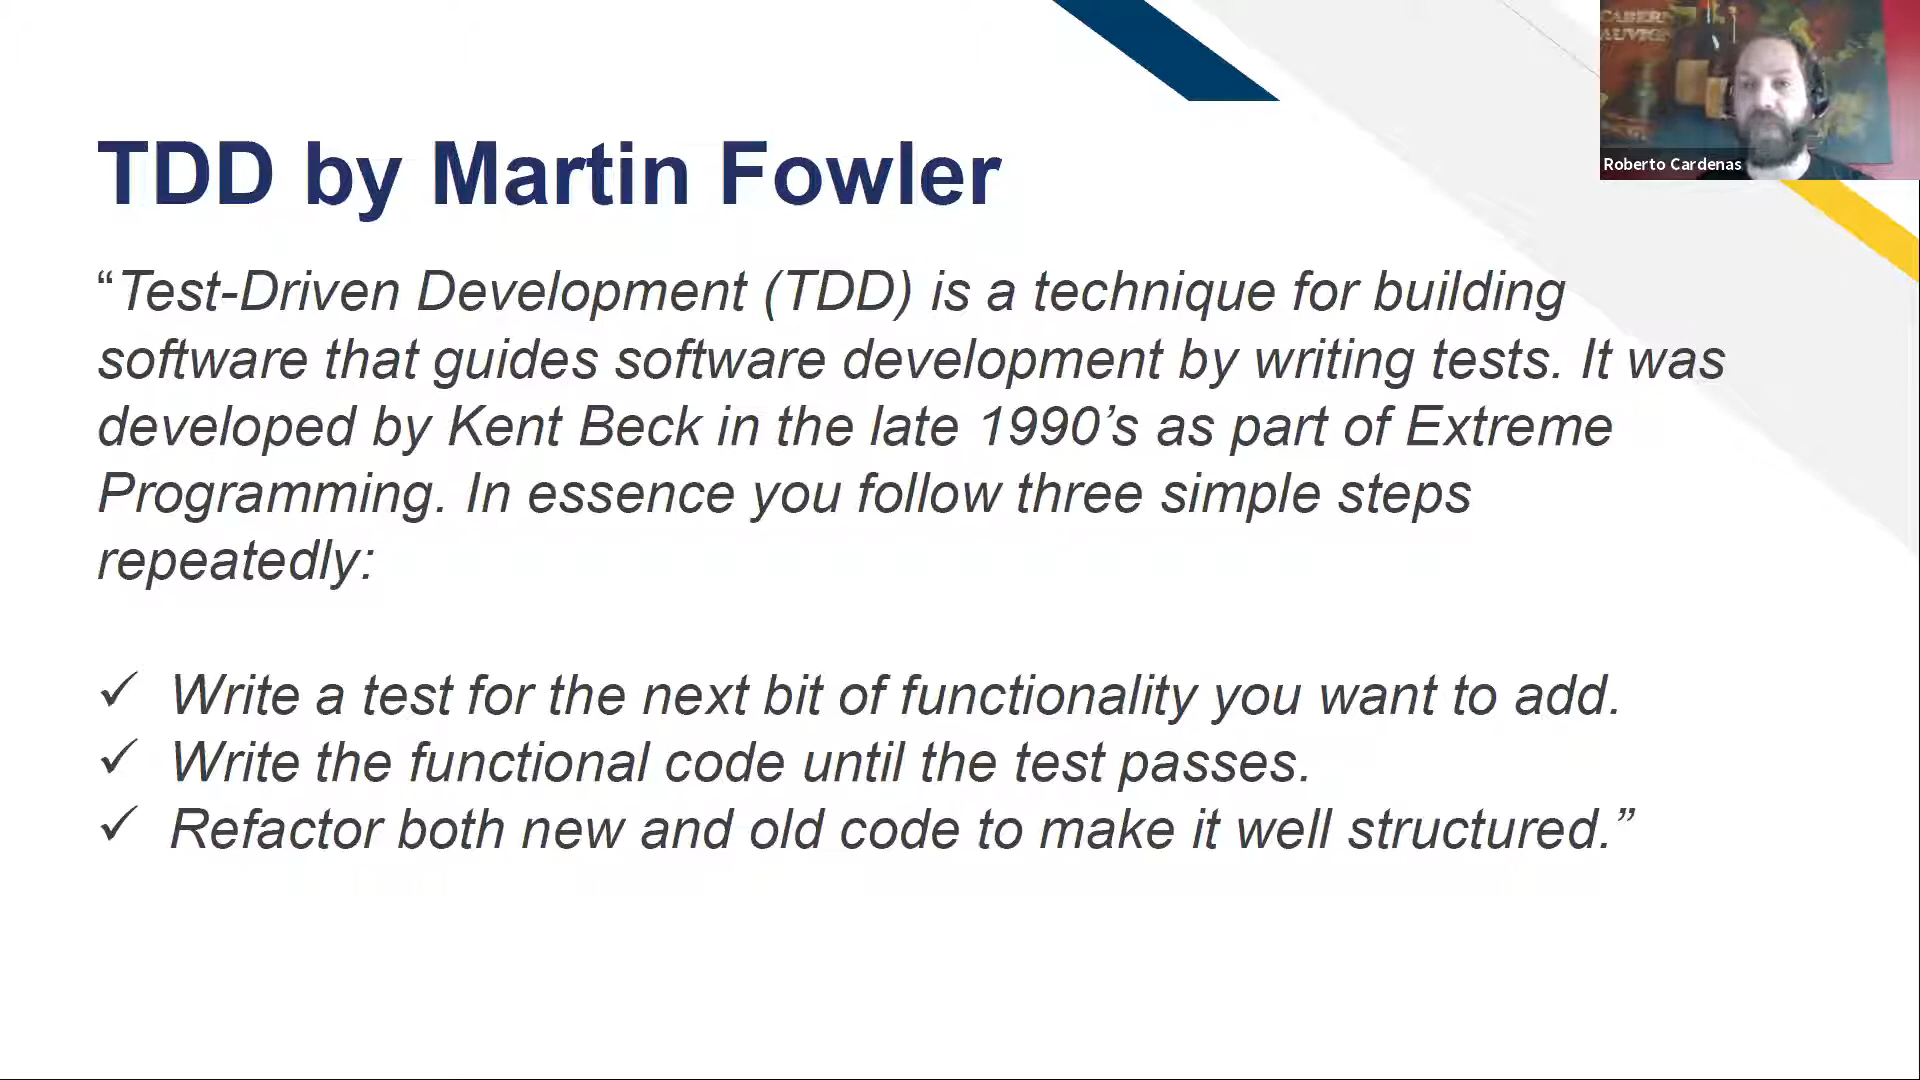 TDD by Martin Fowler
“Test-Driven Development (TDD) is a technique for building
software that guides software development by writing tests. It was
developed by Kent Beck in the late 1990’s as part of Extreme
Programming. In essence you follow three simple steps
repeatedly:
✓ Write a test for the next bit of functionality you want to add.
✓ Write the functional code until the test passes.
✓ Refactor both new and old code to make it well structured.”
Roberto Cardenas